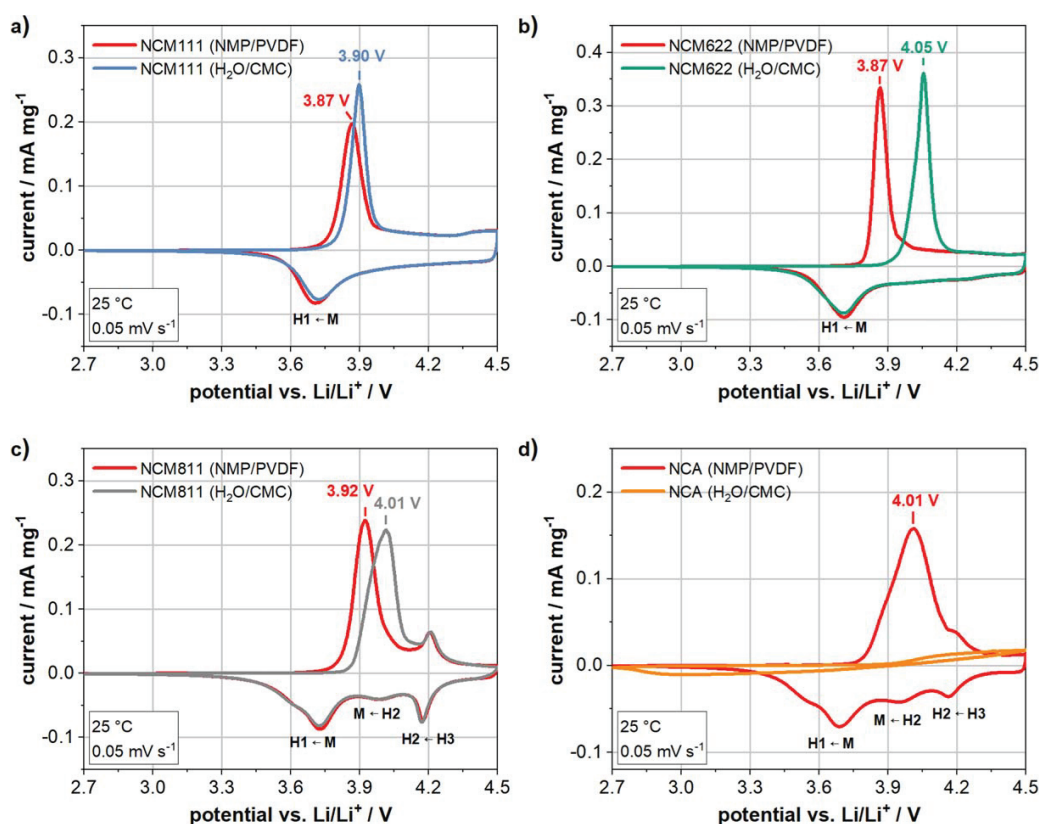 a)
NCM111 (NMP/PVDF)
NCM111 (H₂O/CMC)
3.90 V
3.87 V
0.3
0.2
0.1
0.0
-0.1
current / mA mg⁻¹
25 °C
0.05 mV s⁻¹
H1 ← M
2.7 3.0 3.3 3.6 3.9 4.2 4.5
potential vs. Li/Li⁺ / V
b)
NCM622 (NMP/PVDF)
NCM622 (H₂O/CMC)
4.05 V
3.87 V
0.4
0.3
0.2
0.1
0.0
-0.1
current / mA mg⁻¹
25 °C
0.05 mV s⁻¹
H1 ← M
2.7 3.0 3.3 3.6 3.9 4.2 4.5
potential vs. Li/Li⁺ / V
c)
NCM811 (NMP/PVDF)
NCM811 (H₂O/CMC)
3.92 V
4.01 V
0.3
0.2
0.1
0.0
-0.1
current / mA mg⁻¹
25 °C
0.05 mV s⁻¹
H1 ← M
M ← H2
H2 ← H3
2.7 3.0 3.3 3.6 3.9 4.2 4.5
potential vs. Li/Li⁺ / V
d)
NCA (NMP/PVDF)
NCA (H₂O/CMC)
4.01 V
0.2
0.1
0.0
-0.1
current / mA mg⁻¹
25 °C
0.05 mV s⁻¹
H1 ← M
M ← H2
H2 ← H3
2.7 3.0 3.3 3.6 3.9 4.2 4.5
potential vs. Li/Li⁺ / V